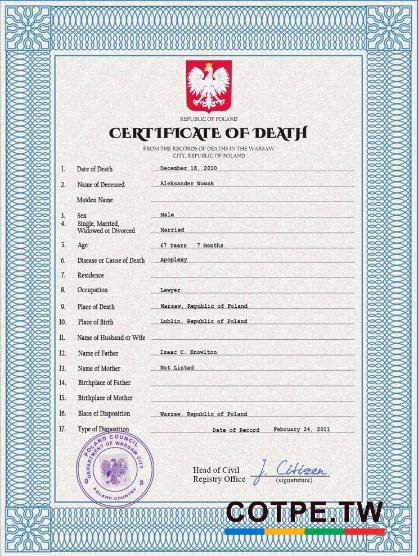 REPUBLIC OF POLAND
CERTIFICATE OF DEATH
FROM THE RECORDS OF DEATHS IN THE WARSAW
CITY, REPUBLIC OF POLAND
1. Date of Death December 18, 2010
2. Name of Deceased Aleksander Nowak
Maiden Name
3. Sex Male
4. Single, Married,
Widowed or Divorced Married
5. Age 67 Years 7 Months
6. Disease or Cause of Death Apoplexy
7. Residence
8. Occupation Lawyer
9. Place of Death Warsaw, Republic of Poland
10. Place of Birth Lublin, Republic of Poland
11. Name of Husband or Wife
12. Name of Father Isaac C. Knowlton
13. Name of Mother Not Listed
14. Birthplace of Father
15. Birthplace of Mother
16. Place of Disposition Warsaw, Republic of Poland
17. Type of Disposition Date of Record February 24, 2011
POLAND COUNCIL
DEPARTMENT OF WARSAW CITY
POLAND COUNTRY
Head of Civil
Registry Office J. Citizen
(signature)
COTPE.TW